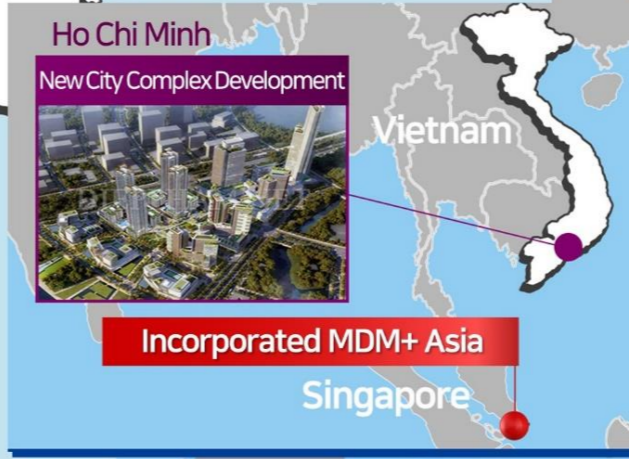 Ho Chi Minh
New City Complex Development
Vietnam
Incorporated MDM+ Asia
Singapore